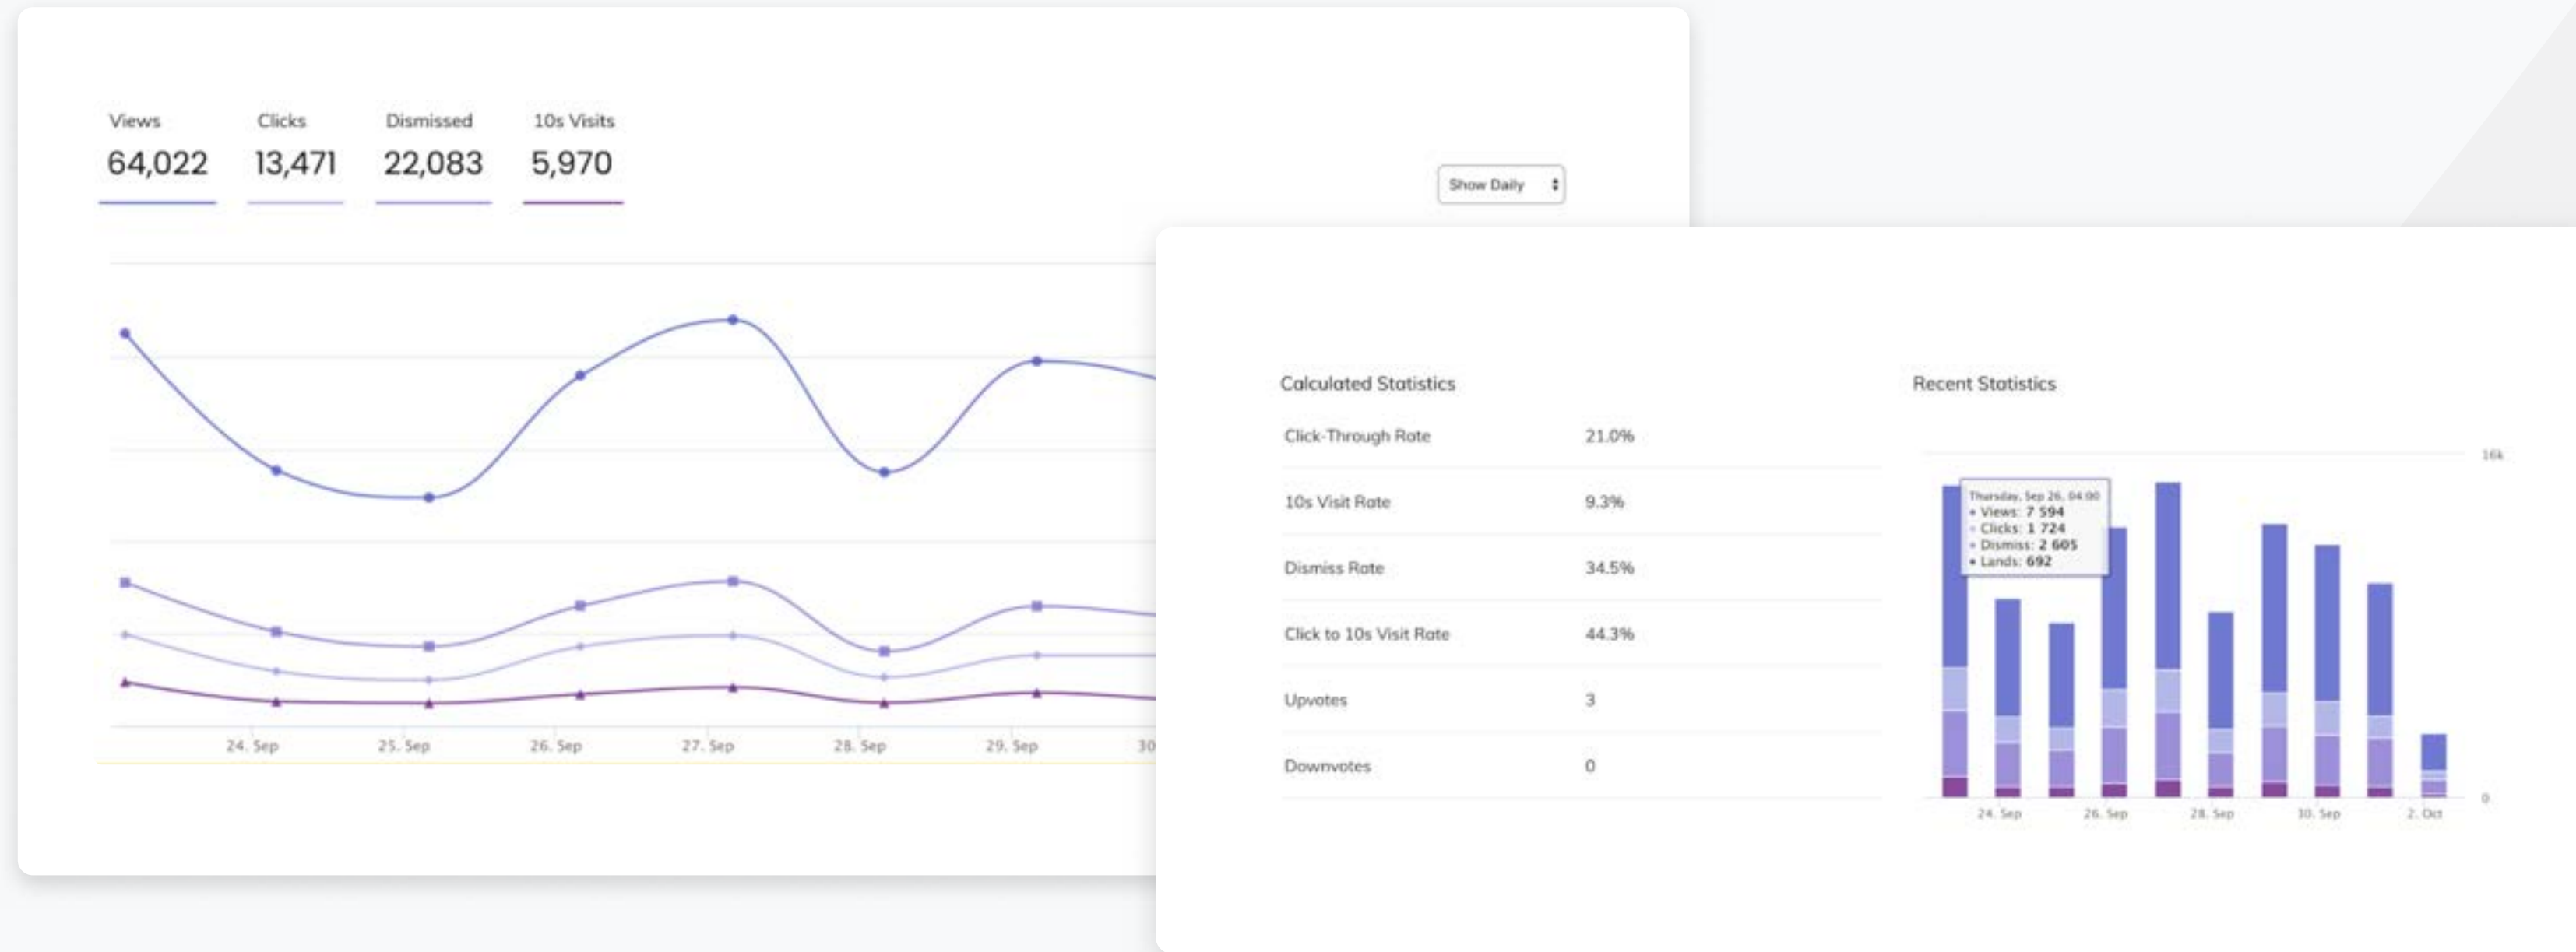 Views Clicks Dismissed 10s Visits
64,022 13,471 22,083 5,970
Show Daily
24. Sep 25. Sep 26. Sep 27. Sep 28. Sep 29. Sep 30
Calculated Statistics
Click-Through Rate 21.0%
10s Visit Rate 9.3%
Dismiss Rate 34.5%
Click to 10s Visit Rate 44.3%
Upvotes 3
Downvotes 0
Recent Statistics
16k
Thursday, Sep 26, 04:00
• Views: 7 594
• Clicks: 1 724
• Dismiss: 2 605
• Lands: 692
0
24. Sep 26. Sep 28. Sep 30. Sep 2. Oct